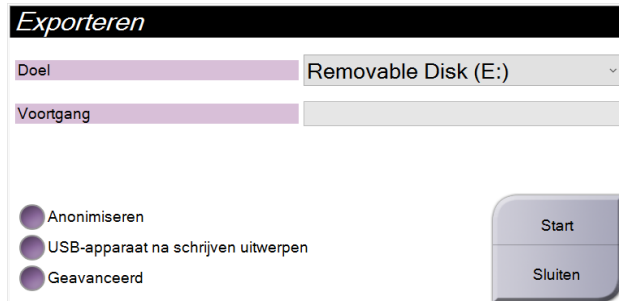 Exporteren
Doel
Removable Disk (E:)
Voortgang
Anonimiseren
USB-apparaat na schrijven uitwerpen
Geavanceerd
Start
Sluiten